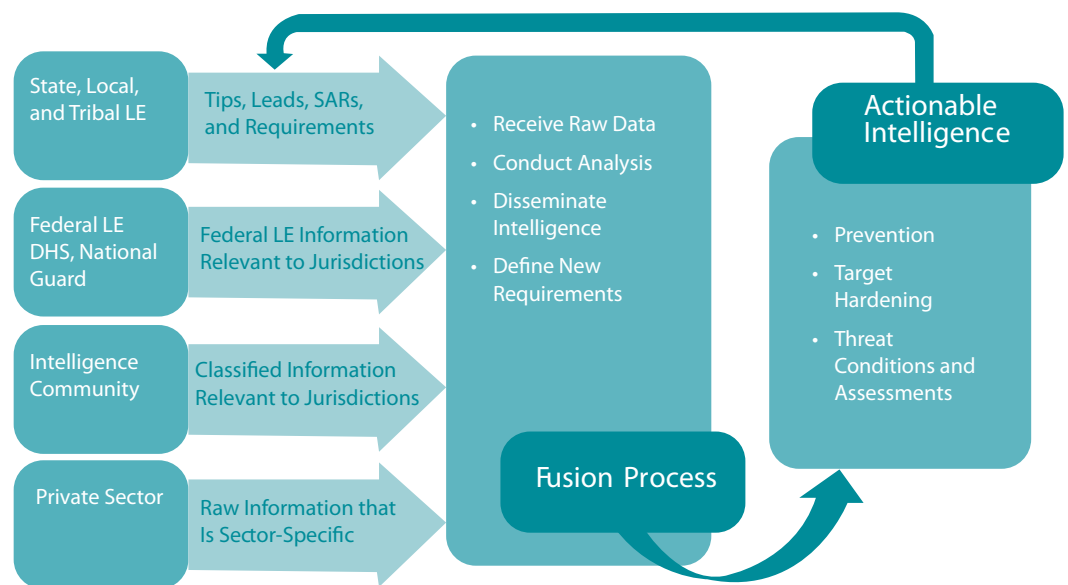 State, Local,
and Tribal LE
Tips, Leads, SARs,
and Requirements
Federal LE
DHS, National
Guard
Federal LE Information
Relevant to Jurisdictions
Intelligence
Community
Classified Information
Relevant to Jurisdictions
Private Sector
Raw Information that
Is Sector-Specific
• Receive Raw Data
• Conduct Analysis
• Disseminate
Intelligence
• Define New
Requirements
Fusion Process
Actionable
Intelligence
• Prevention
• Target
Hardening
• Threat
Conditions and
Assessments